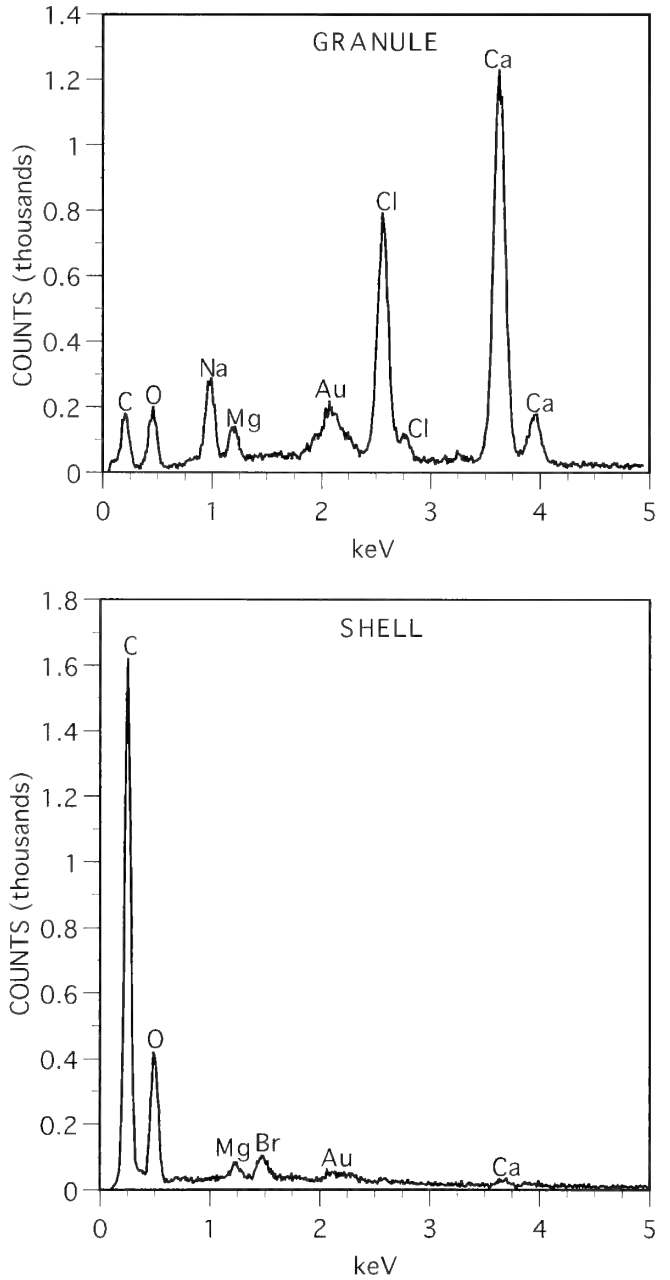 GRANULE
COUNTS (thousands)
1.4
1.2
1
0.8
0.6
0.4
0.2
0
C
O
Na
Mg
Au
Cl
Cl
Ca
Ca
0
1
2
3
4
5
keV
SHELL
COUNTS (thousands)
1.8
1.6
1.4
1.2
1
0.8
0.6
0.4
0.2
0
C
O
Mg
Br
Au
Ca
0
1
2
3
4
5
keV